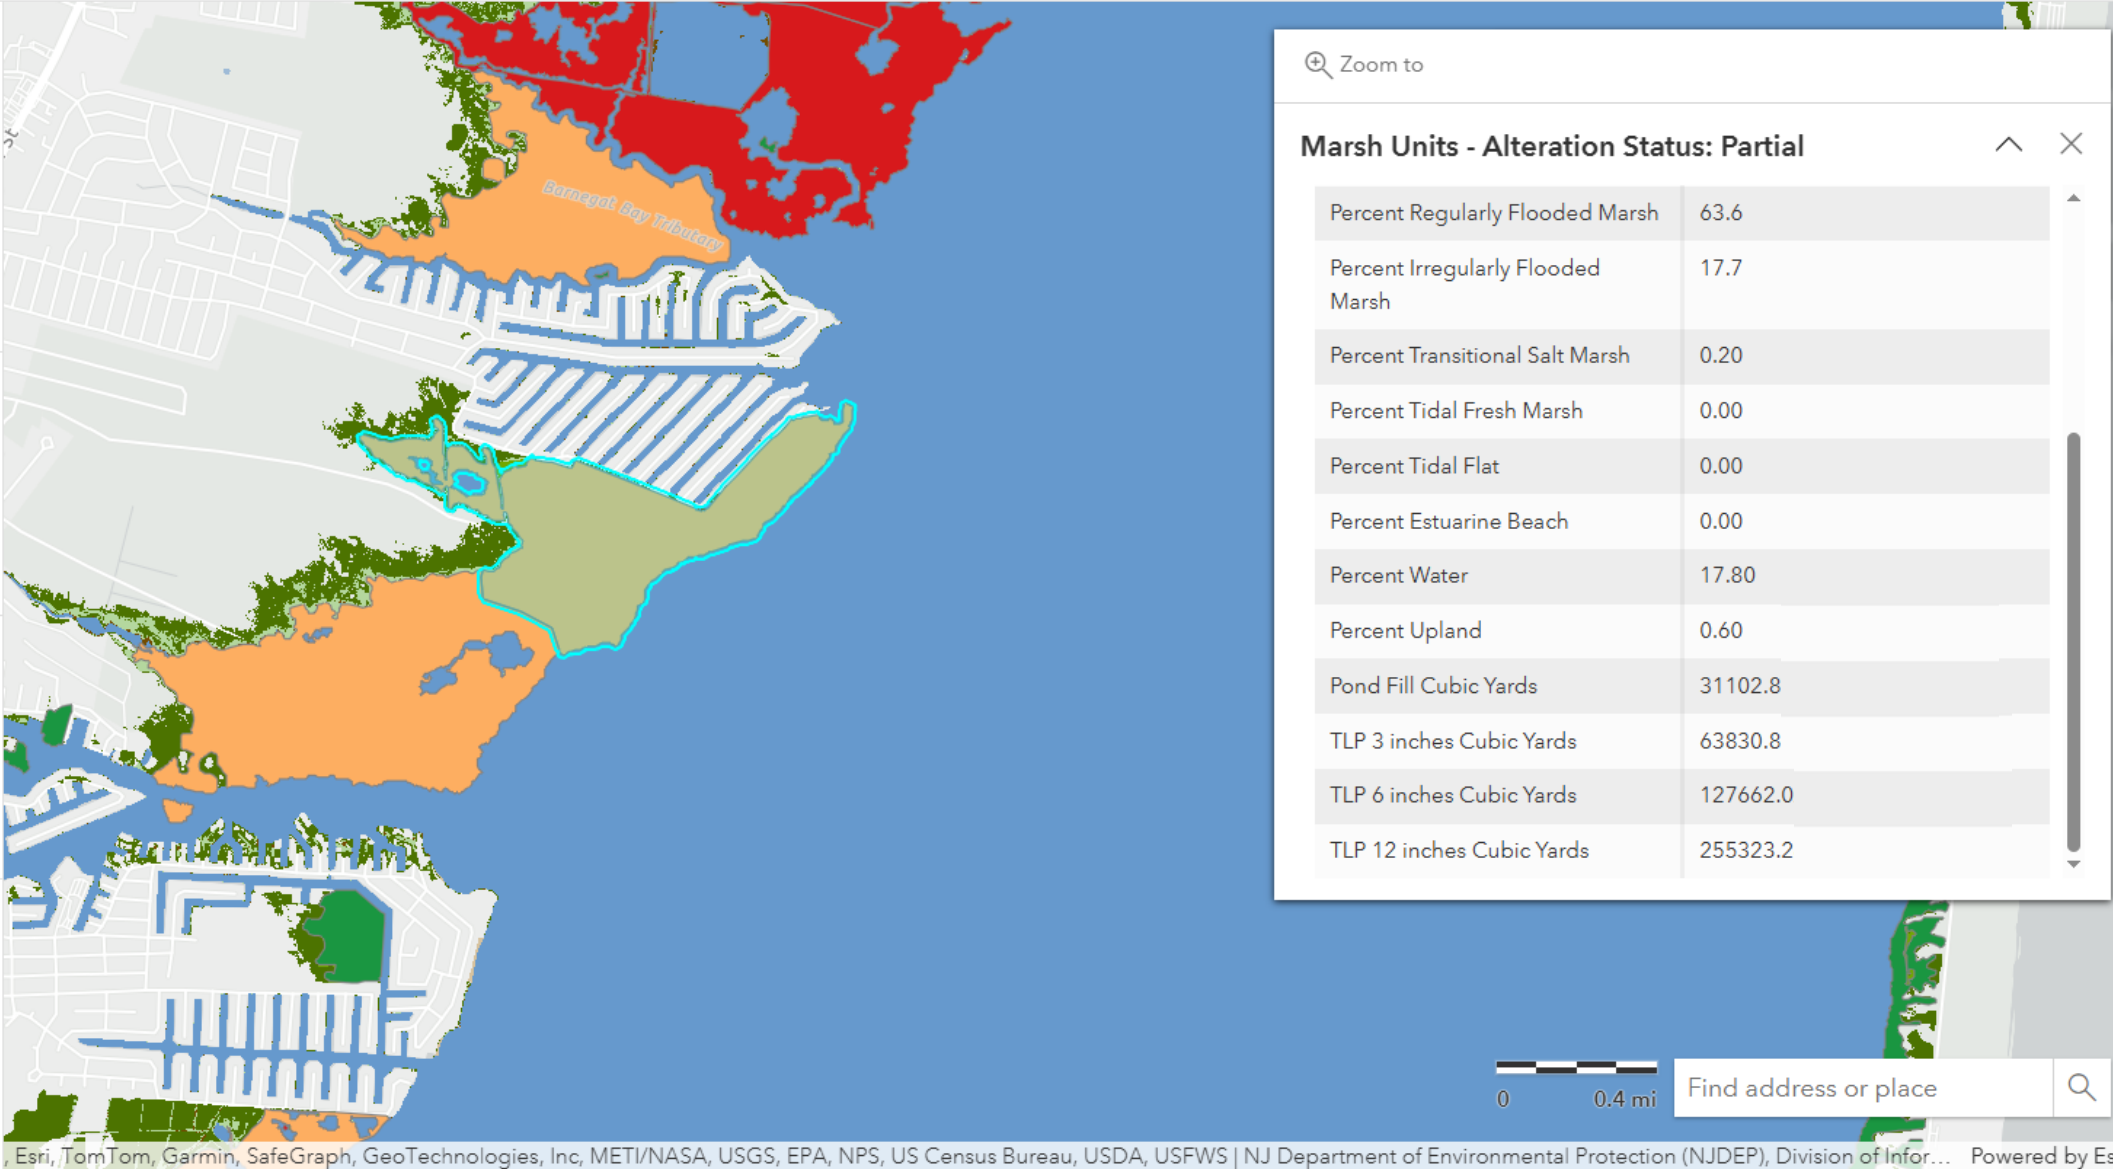 St
Barnegat Bay Tributary
Zoom to
Marsh Units - Alteration Status: Partial
Percent Regularly Flooded Marsh 63.6
Percent Irregularly Flooded 17.7
Marsh
Percent Transitional Salt Marsh 0.20
Percent Tidal Fresh Marsh 0.00
Percent Tidal Flat 0.00
Percent Estuarine Beach 0.00
Percent Water 17.80
Percent Upland 0.60
Pond Fill Cubic Yards 31102.8
TLP 3 inches Cubic Yards 63830.8
TLP 6 inches Cubic Yards 127662.0
TLP 12 inches Cubic Yards 255323.2
0 0.4 mi
Find address or place
, Esri, TomTom, Garmin, SafeGraph, GeoTechnologies, Inc, METI/NASA, USGS, EPA, NPS, US Census Bureau, USDA, USFWS | NJ Department of Environmental Protection (NJDEP), Division of Infor... Powered by Es